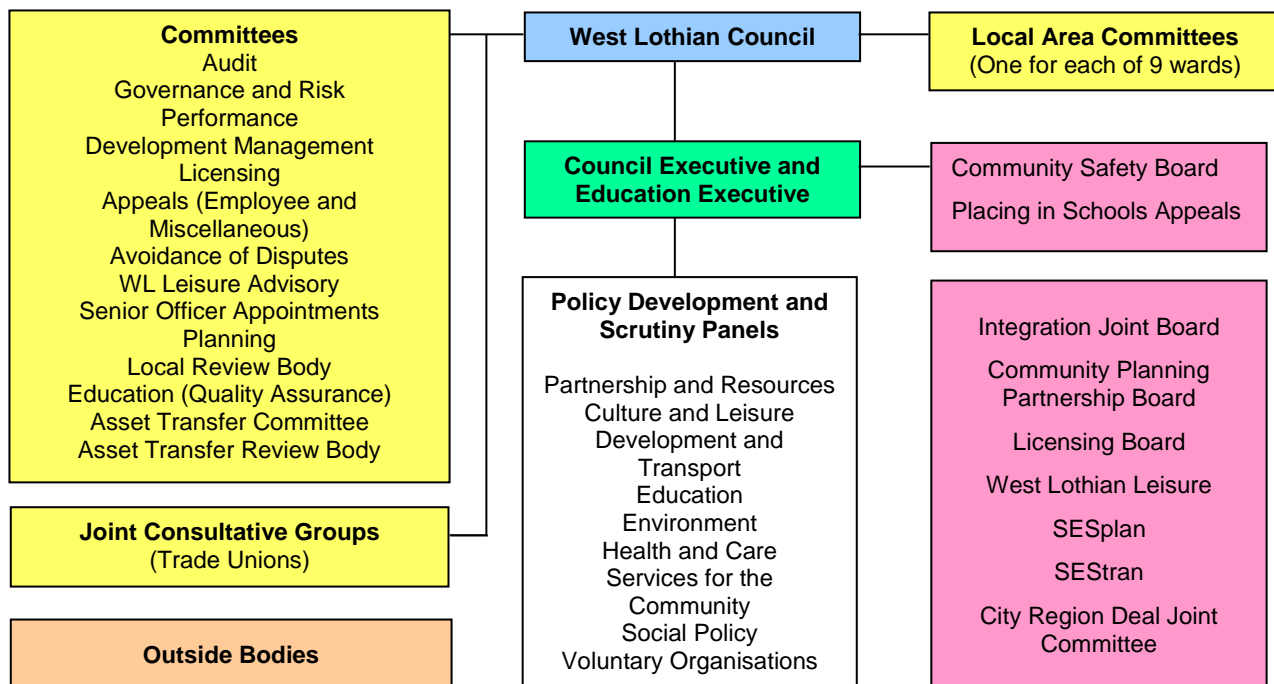 Committees
Audit
Governance and Risk
Performance
Development Management
Licensing
Appeals (Employee and
Miscellaneous)
Avoidance of Disputes
WL Leisure Advisory
Senior Officer Appointments
Planning
Local Review Body
Education (Quality Assurance)
Asset Transfer Committee
Asset Transfer Review Body
Joint Consultative Groups
(Trade Unions)
Outside Bodies
West Lothian Council
Council Executive and
Education Executive
Policy Development and
Scrutiny Panels
Partnership and Resources
Culture and Leisure
Development and
Transport
Education
Environment
Health and Care
Services for the
Community
Social Policy
Voluntary Organisations
Local Area Committees
(One for each of 9 wards)
Community Safety Board
Placing in Schools Appeals
Integration Joint Board
Community Planning
Partnership Board
Licensing Board
West Lothian Leisure
SESplan
SEStran
City Region Deal Joint
Committee